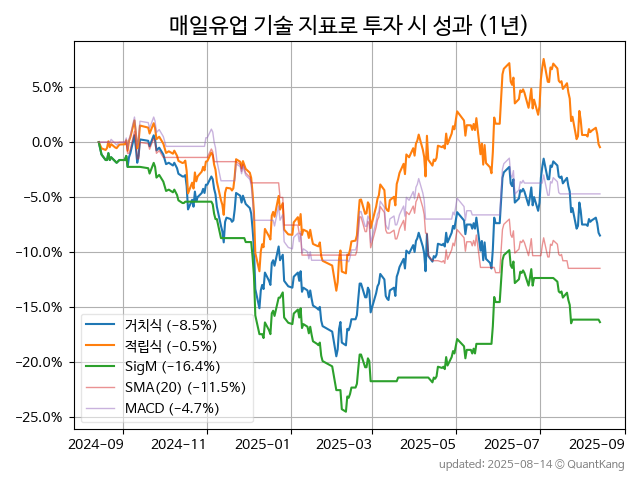 매일유업 기술 지표로 투자 시 성과 (1년)
5.0%
0.0%
−5.0%
−10.0%
−15.0%
−20.0%
−25.0%
거치식 (−8.5%)
적립식 (−0.5%)
SigM (−16.4%)
SMA(20) (−11.5%)
MACD (−4.7%)
2024-09 2024-11 2025-01 2025-03 2025-05 2025-07 2025-09
updated: 2025-08-14 © QuantKang